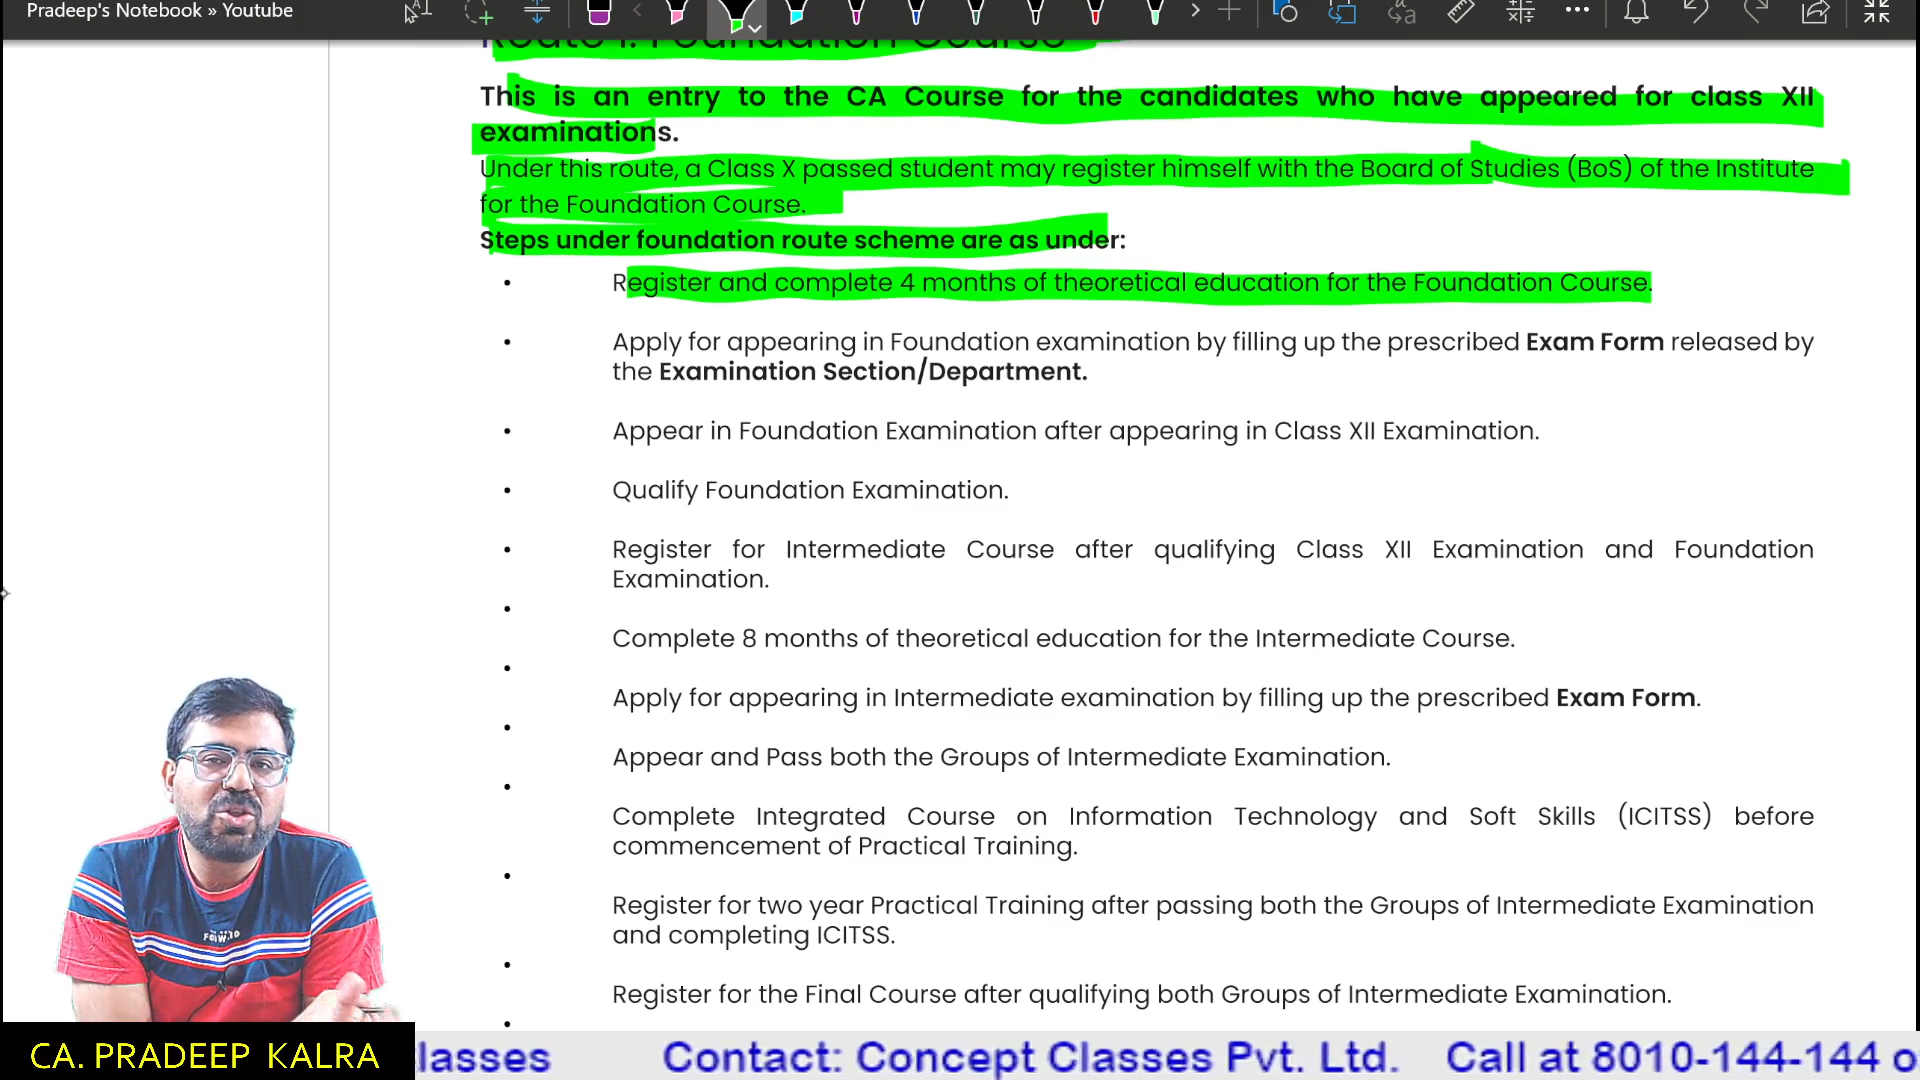 Pradeep's Notebook » Youtube
Route 1: Foundation Course
This is an entry to the CA Course for the candidates who have appeared for class XII
examinations.
Under this route, a Class X passed student may register himself with the Board of Studies (BoS) of the Institute
for the Foundation Course.
Steps under foundation route scheme are as under:
• Register and complete 4 months of theoretical education for the Foundation Course.
• Apply for appearing in Foundation examination by filling up the prescribed Exam Form released by
the Examination Section/Department.
• Appear in Foundation Examination after appearing in Class XII Examination.
• Qualify Foundation Examination.
• Register for Intermediate Course after qualifying Class XII Examination and Foundation
Examination.
•
Complete 8 months of theoretical education for the Intermediate Course.
•
Apply for appearing in Intermediate examination by filling up the prescribed Exam Form.
•
Appear and Pass both the Groups of Intermediate Examination.
•
Complete Integrated Course on Information Technology and Soft Skills (ICITSS) before
commencement of Practical Training.
•
Register for two year Practical Training after passing both the Groups of Intermediate Examination
and completing ICITSS.
•
Register for the Final Course after qualifying both Groups of Intermediate Examination.
•
CA. PRADEEP KALRA
lasses Contact: Concept Classes Pvt. Ltd. Call at 8010-144-144 o